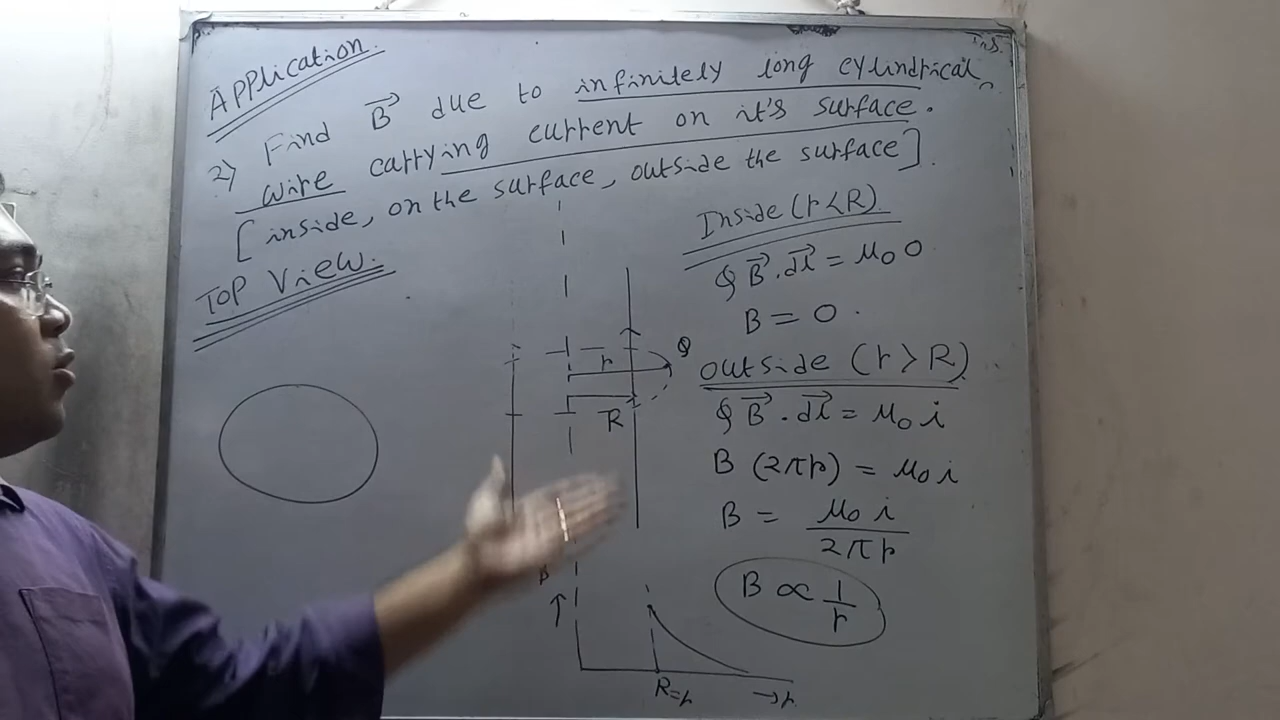 Application.
2) Find B⃗ due to infinitely long cylindrical
wire carrying current on it's surface.
[inside, on the surface, outside the surface].
TOP View.
r
R
B
↑
R=r
→r
Inside (r<R)
∮ B⃗ . dl⃗ = μ₀ 0
B = 0 .
outside (r > R)
∮ B⃗ . dl⃗ = μ₀ i
B (2πr) = μ₀ i
B = μ₀ i / 2πr
B ∝ 1/r